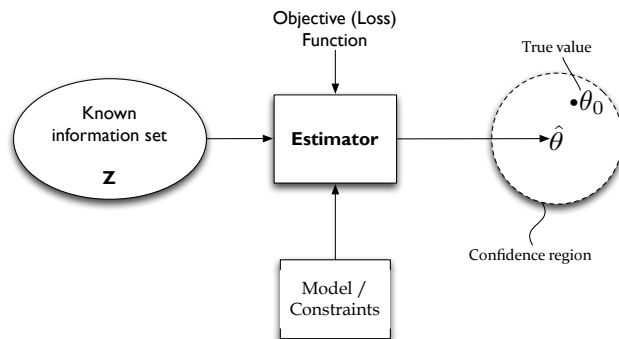 Objective (Loss)
Function
True value
θ₀
Known
information set
Z
Estimator
θ̂
Confidence region
Model /
Constraints